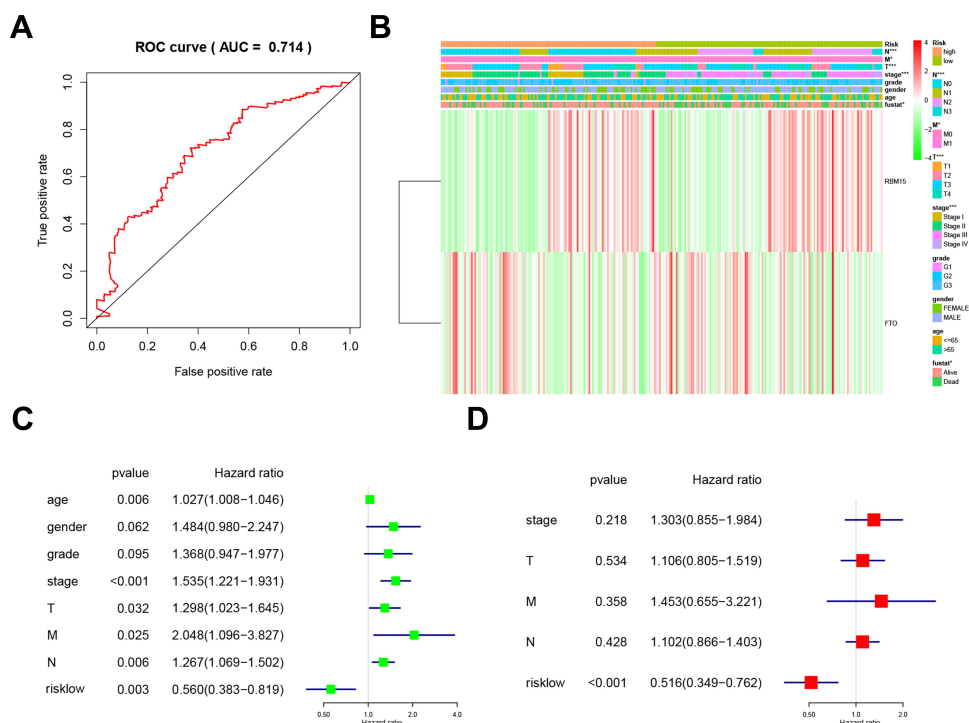 A
ROC curve ( AUC = 0.714 )
True positive rate
1.0
0.8
0.6
0.4
0.2
0.0
0.0 0.2 0.4 0.6 0.8 1.0
False positive rate
B
Risk
N***
M*
T***
stage***
grade
gender
age
fustat*
RBM15
FTO
4
2
0
−2
−4
Risk
high
low
N***
N0
N1
N2
N3
M*
M0
M1
T***
T1
T2
T3
T4
stage***
Stage I
Stage II
Stage III
Stage IV
grade
G1
G2
G3
gender
FEMALE
MALE
age
<=65
>65
fustat*
Alive
Dead
C
pvalue Hazard ratio
age 0.006 1.027(1.008−1.046)
gender 0.062 1.484(0.980−2.247)
grade 0.095 1.368(0.947−1.977)
stage <0.001 1.535(1.221−1.931)
T 0.032 1.298(1.023−1.645)
M 0.025 2.048(1.096−3.827)
N 0.006 1.267(1.069−1.502)
risklow 0.003 0.560(0.383−0.819)
0.50 1.0 2.0 4.0
Hazard ratio
D
pvalue Hazard ratio
stage 0.218 1.303(0.855−1.984)
T 0.534 1.106(0.805−1.519)
M 0.358 1.453(0.655−3.221)
N 0.428 1.102(0.866−1.403)
risklow <0.001 0.516(0.349−0.762)
0.50 1.0 2.0
Hazard ratio